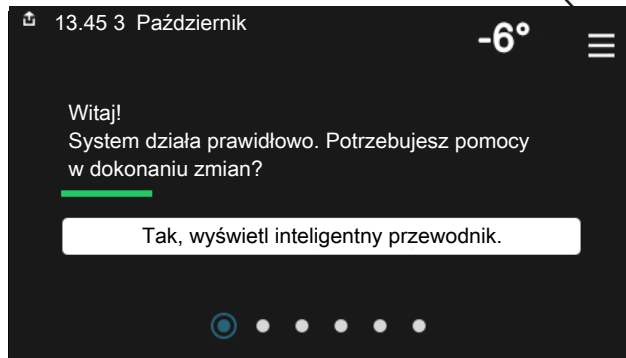 13.45 3 Październik
-6°
Witaj!
System działa prawidłowo. Potrzebujesz pomocy
w dokonaniu zmian?
Tak, wyświetl inteligentny przewodnik.